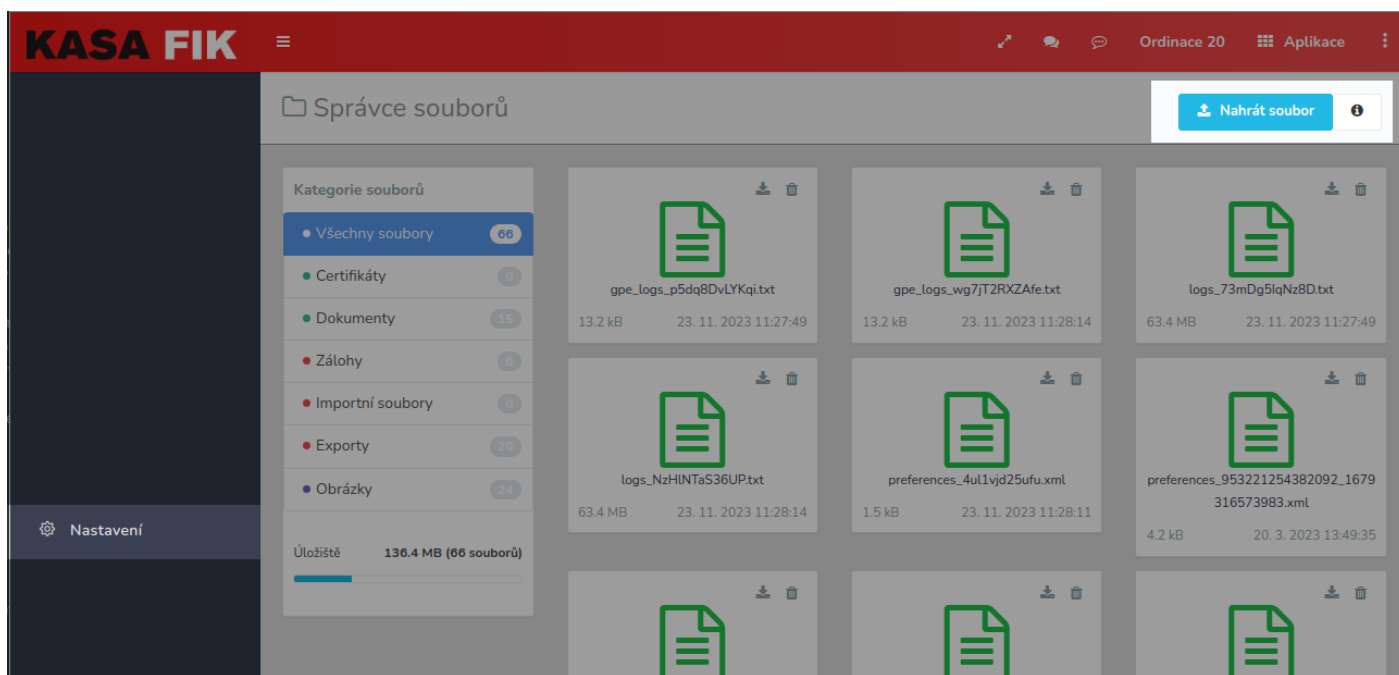 KASA FIK
Ordinace 20
Aplikace
Správce souborů
Nahrát soubor
Kategorie souborů
Všechny soubory 66
Certifikáty 0
Dokumenty 15
Zálohy 6
Importní soubory 0
Exporty 20
Obrázky 24
Úložiště 136.4 MB (66 souborů)
Nastavení
gpe_logs_p5dq8DvLYKqi.txt
13.2 kB 23. 11. 2023 11:27:49
gpe_logs_wg7jT2RXZAfe.txt
13.2 kB 23. 11. 2023 11:28:14
logs_73mDg5lqNz8D.txt
63.4 MB 23. 11. 2023 11:27:49
logs_NzHlNTaS36UP.txt
63.4 MB 23. 11. 2023 11:28:14
preferences_4ul1vjd25ufu.xml
1.5 kB 23. 11. 2023 11:28:11
preferences_953221254382092_1679
316573983.xml
4.2 kB 20. 3. 2023 13:49:35